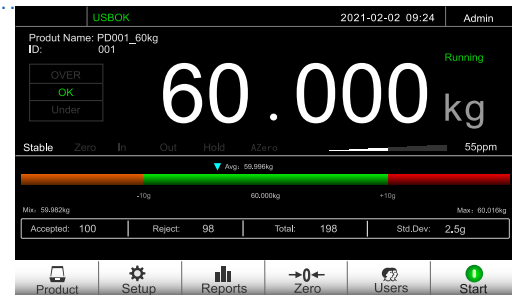 USBOK 2021-02-02 09:24 Admin
Produt Name: PD001_60kg
ID: 001
Running
OVER
OK
Under
60.000 kg
Stable Zero In Out Hold AZero 55ppm
Avg: 59.996kg
-10g 60.000kg +10g
Mix: 59.982kg Max: 60.016kg
Accepted: 100 Reject: 98 Total: 198 Std.Dev: 2.5g
Product Setup Reports →0← Zero Users Start